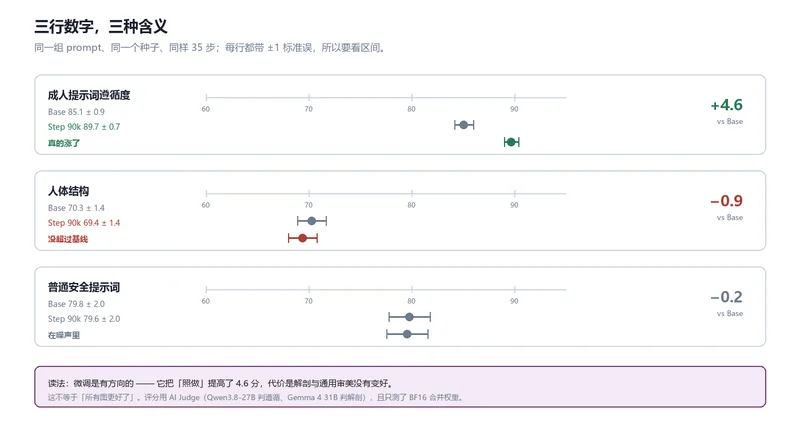 三行数字，三种含义
同一组 prompt、同一个种子、同样 35 步；每行都带 ±1 标准误，所以要看区间。
成人提示词遵循度
Base 85.1 ± 0.9
Step 90k 89.7 ± 0.7
真的涨了
60 70 80 90
+4.6
vs Base
人体结构
Base 70.3 ± 1.4
Step 90k 69.4 ± 1.4
没超过基线
60 70 80 90
−0.9
vs Base
普通安全提示词
Base 79.8 ± 2.0
Step 90k 79.6 ± 2.0
在噪声里
60 70 80 90
−0.2
vs Base
读法：微调是有方向的 —— 它把「照做」提高了 4.6 分，代价是解剖与通用审美没有变好。
这不等于「所有图更好了」。评分用 AI Judge（Qwen3.8-27B 判遵循、Gemma 4 31B 判解剖），且只测了 BF16 合并权重。